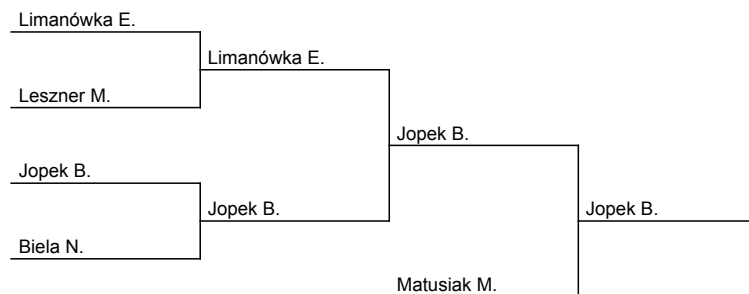 Limanówka E.
Limanówka E.
Leszner M.
Jopek B.
Jopek B.
Jopek B.
Jopek B.
Biela N.
Matusiak M.